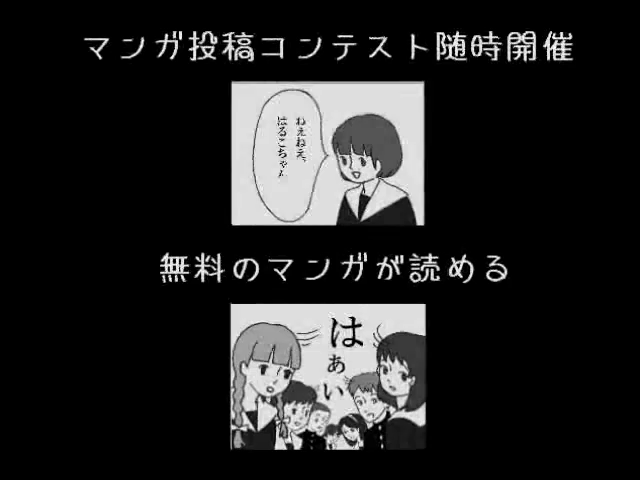 マンガ投稿コンテスト随時開催
ねぇねえ、
はるこちゃん
無料のマンガが読める
はぁい